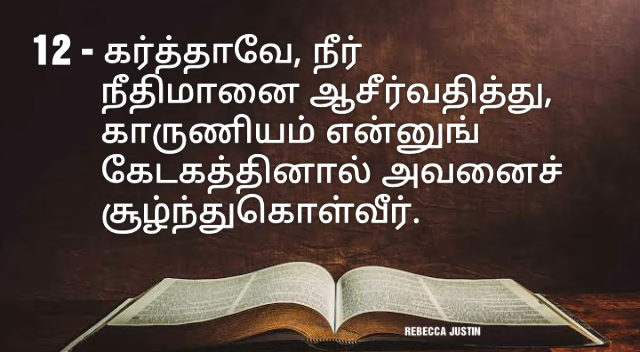 12 - கர்த்தாவே, நீர்
நீதிமானை ஆசீர்வதித்து,
காருணியம் என்னுங்
கேடகத்தினால் அவனைச்
சூழ்ந்துகொள்வீர்.
REBECCA JUSTIN